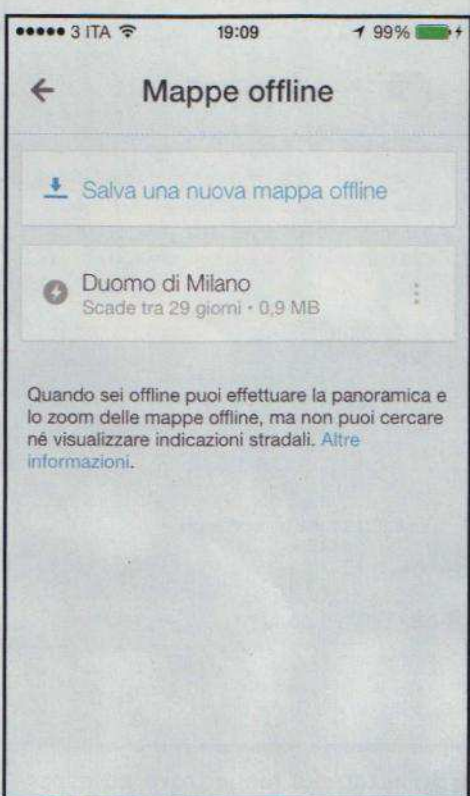 3 ITA 19:09 99%
Mappe offline
Salva una nuova mappa offline
Duomo di Milano
Scade tra 29 giorni • 0,9 MB
Quando sei offline puoi effettuare la panoramica e
lo zoom delle mappe offline, ma non puoi cercare
né visualizzare indicazioni stradali. Altre
informazioni.